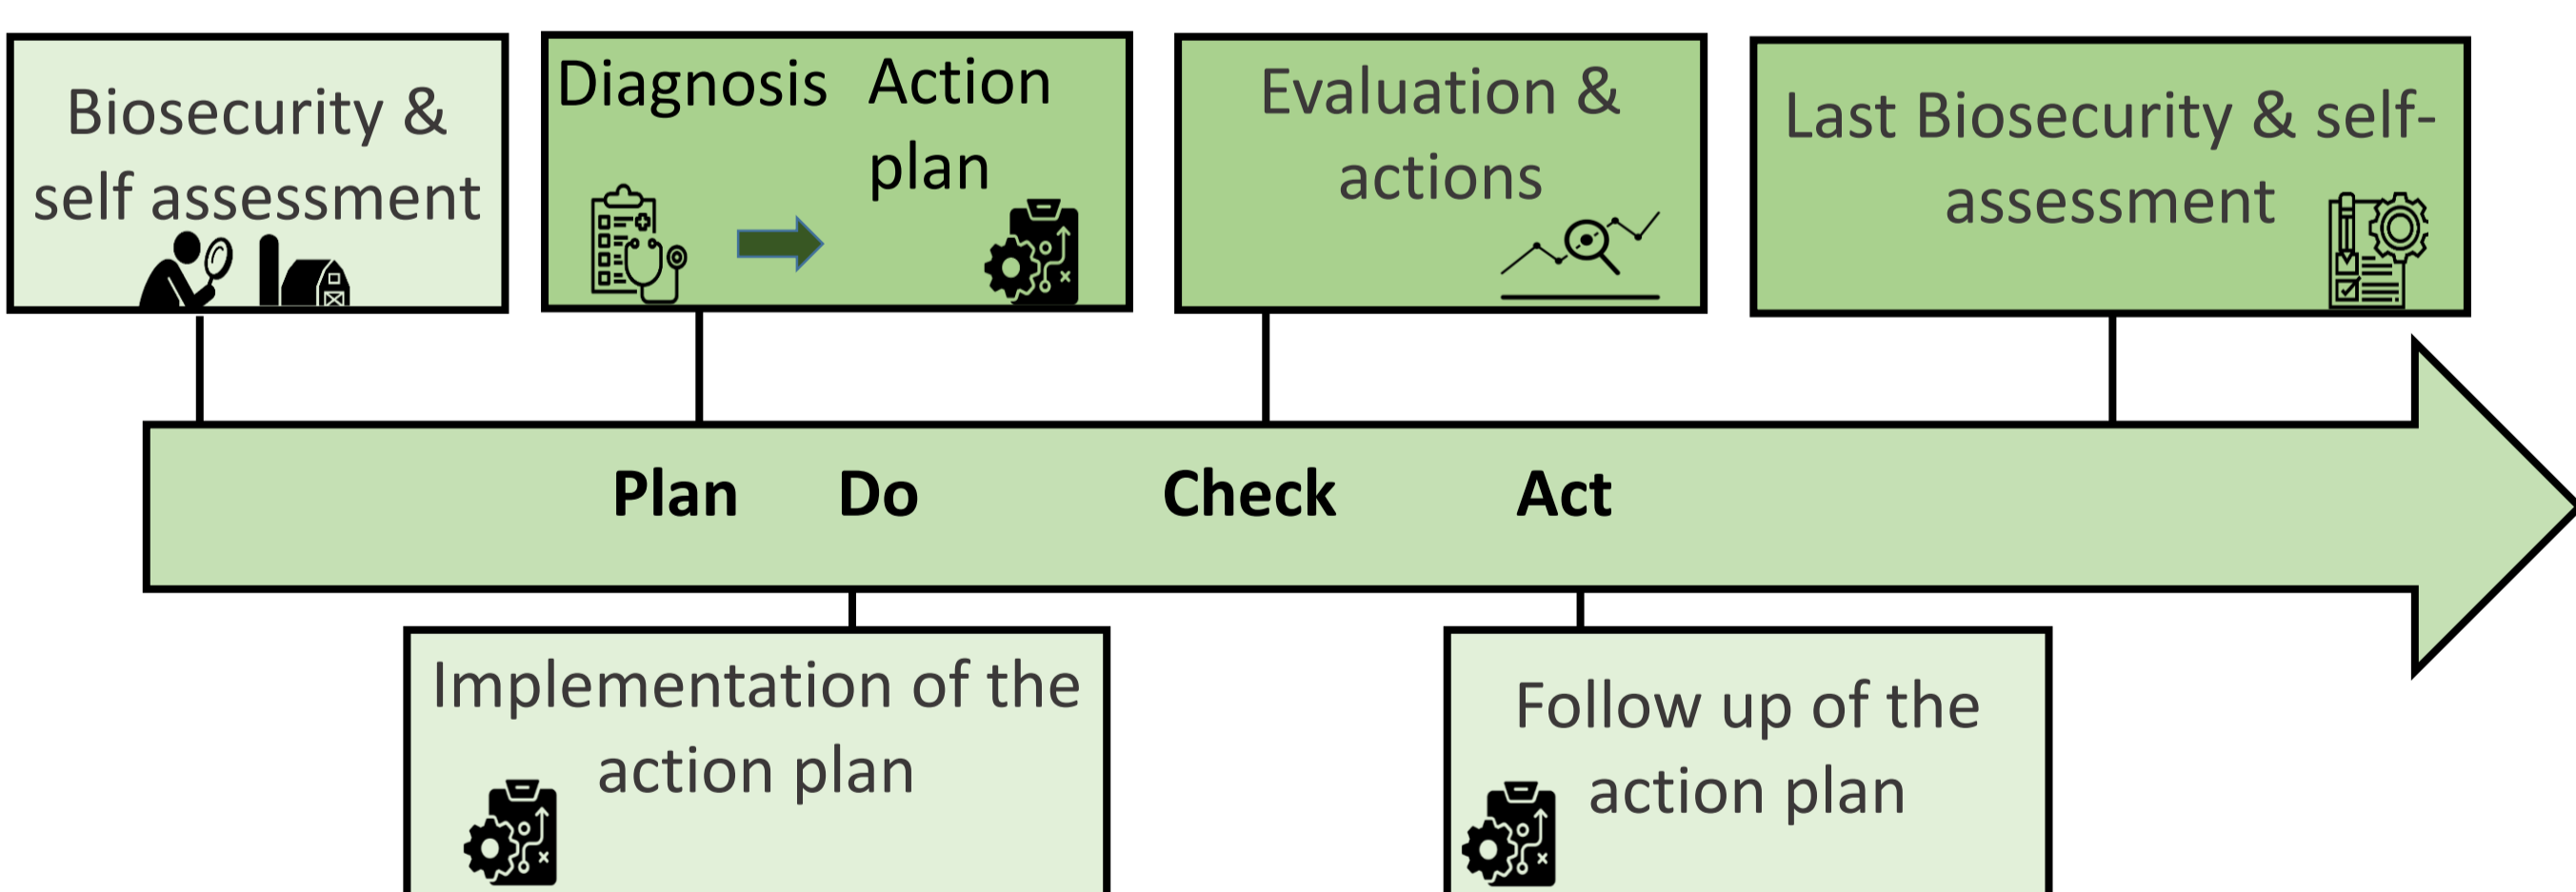 Biosecurity &
self assessment
Diagnosis
Action
plan
Evaluation &
actions
Last Biosecurity & self-
assessment
Plan
Do
Check
Act
Implementation of the
action plan
Follow up of the
action plan